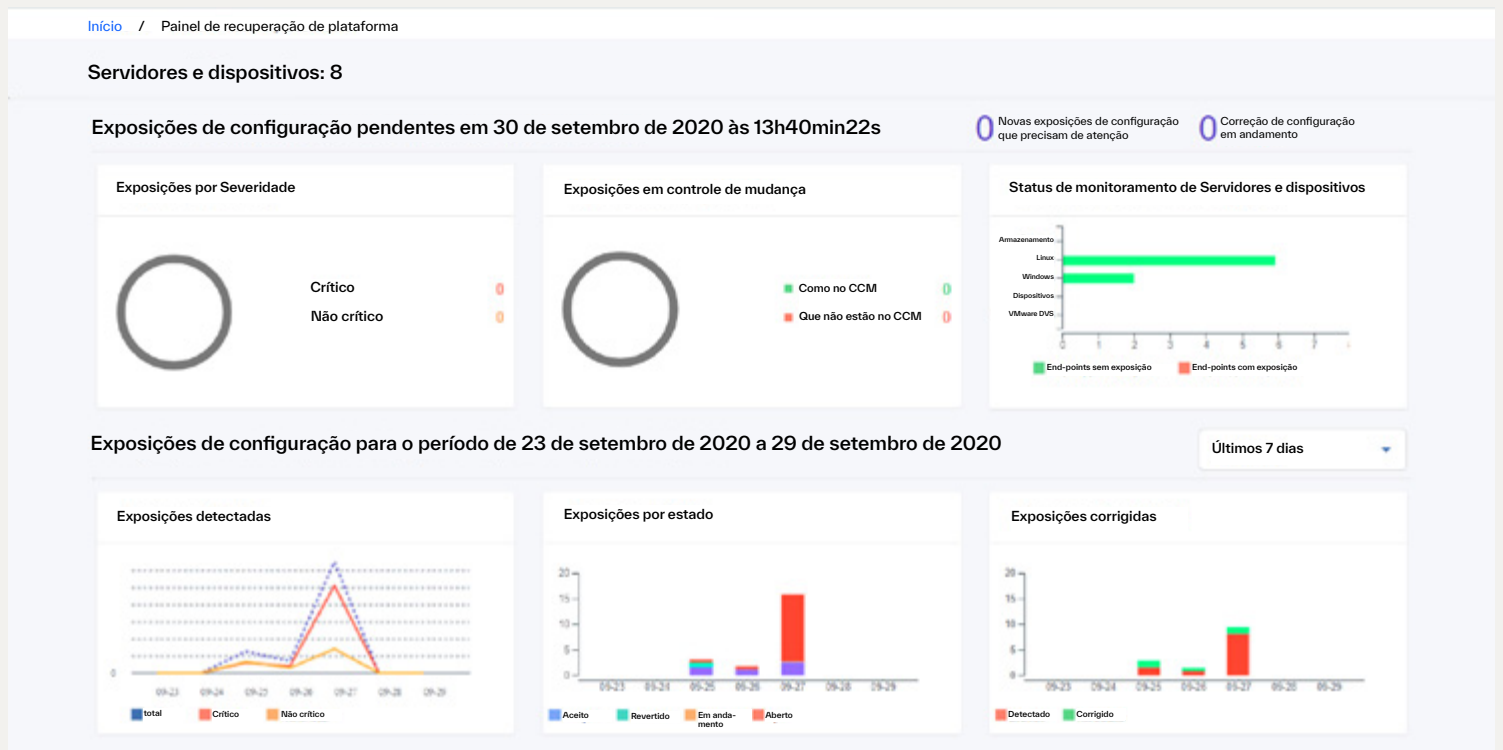 Início / Painel de recuperação de plataforma
Servidores e dispositivos: 8
Exposições de configuração pendentes em 30 de setembro de 2020 às 13h40min22s
0 Novas exposições de configuração
que precisam de atenção
0 Correção de configuração
em andamento
Exposições por Severidade
Crítico 0
Não crítico 0
Exposições em controle de mudança
Como no CCM 0
Que não estão no CCM 0
Status de monitoramento de Servidores e dispositivos
Armazenamento
Linux
Windows
Dispositivos
VMware DVS
0 1 2 3 4 5 6 7
End-points sem exposição End-points com exposição
Exposições de configuração para o período de 23 de setembro de 2020 a 29 de setembro de 2020
Últimos 7 dias
Exposições detectadas
0
09-23 09-24 09-25 09-26 09-27 09-28 09-29
total Crítico Não crítico
Exposições por estado
20
15
10
5
0
09-23 09-24 09-25 09-26 09-27 09-28 09-29
Aceito Revertido Em anda-
mento Aberto
Exposições corrigidas
20
15
10
5
0
09-23 09-24 09-25 09-26 09-27 09-28 09-29
Detectado Corrigido